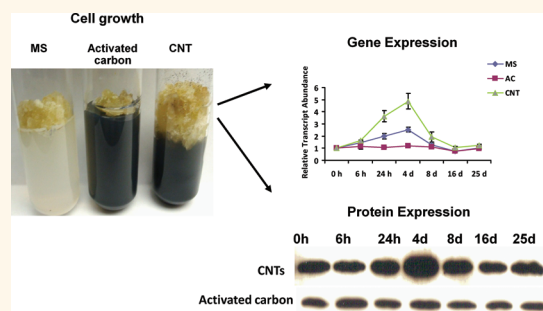 Cell growth
MS
Activated carbon
CNT
Gene Expression
Relative Transcript Abundance
6
5
4
3
2
1
0
0 h 6 h 24 h 4 d 8 d 16 d 25 d
MS
AC
CNT
Protein Expression
0h 6h 24h 4d 8d 16d 25d
CNTs
Activated carbon